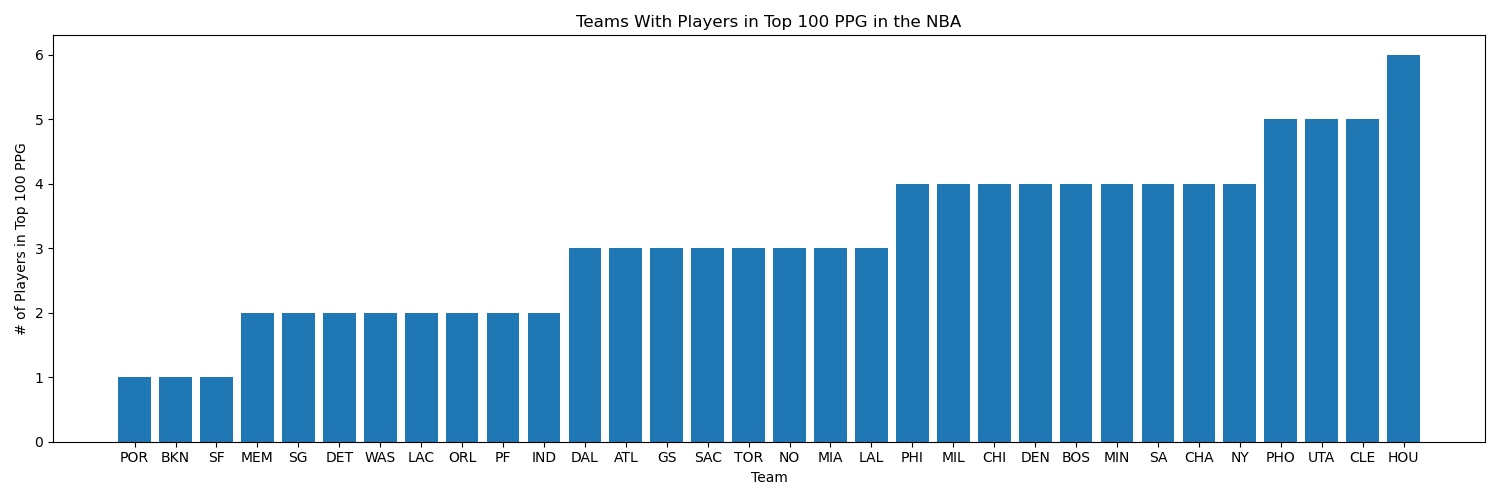 Teams With Players in Top 100 PPG in the NBA
# of Players in Top 100 PPG
6
5
4
3
2
1
0
POR BKN SF MEM SG DET WAS LAC ORL PF IND DAL ATL GS SAC TOR NO MIA LAL PHI MIL CHI DEN BOS MIN SA CHA NY PHO UTA CLE HOU
Team